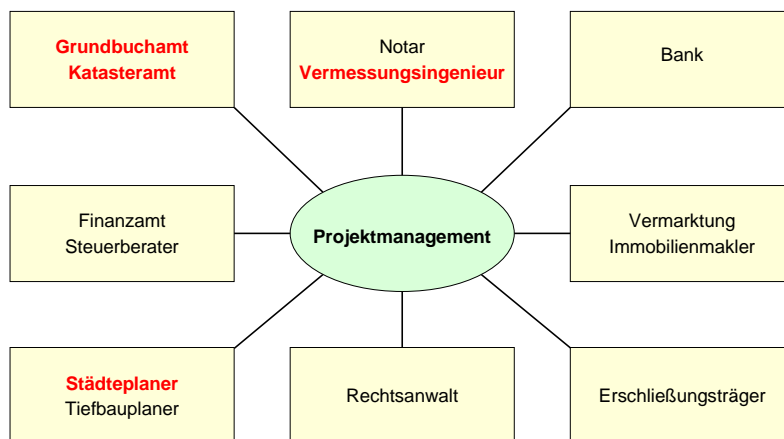 Grundbuchamt
Katasteramt
Notar
Vermessungsingenieur
Bank
Finanzamt
Steuerberater
Projektmanagement
Vermarktung
Immobilienmakler
Städteplaner
Tiefbauplaner
Rechtsanwalt
Erschließungsträger